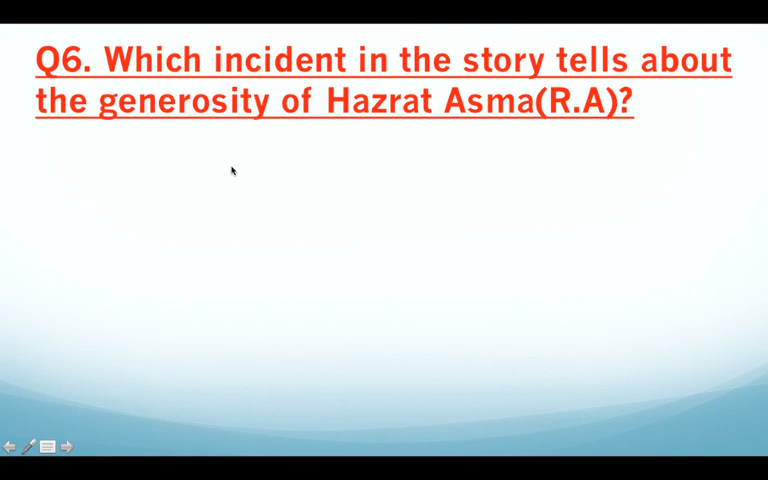 Q6. Which incident in the story tells about
the generosity of Hazrat Asma(R.A)?